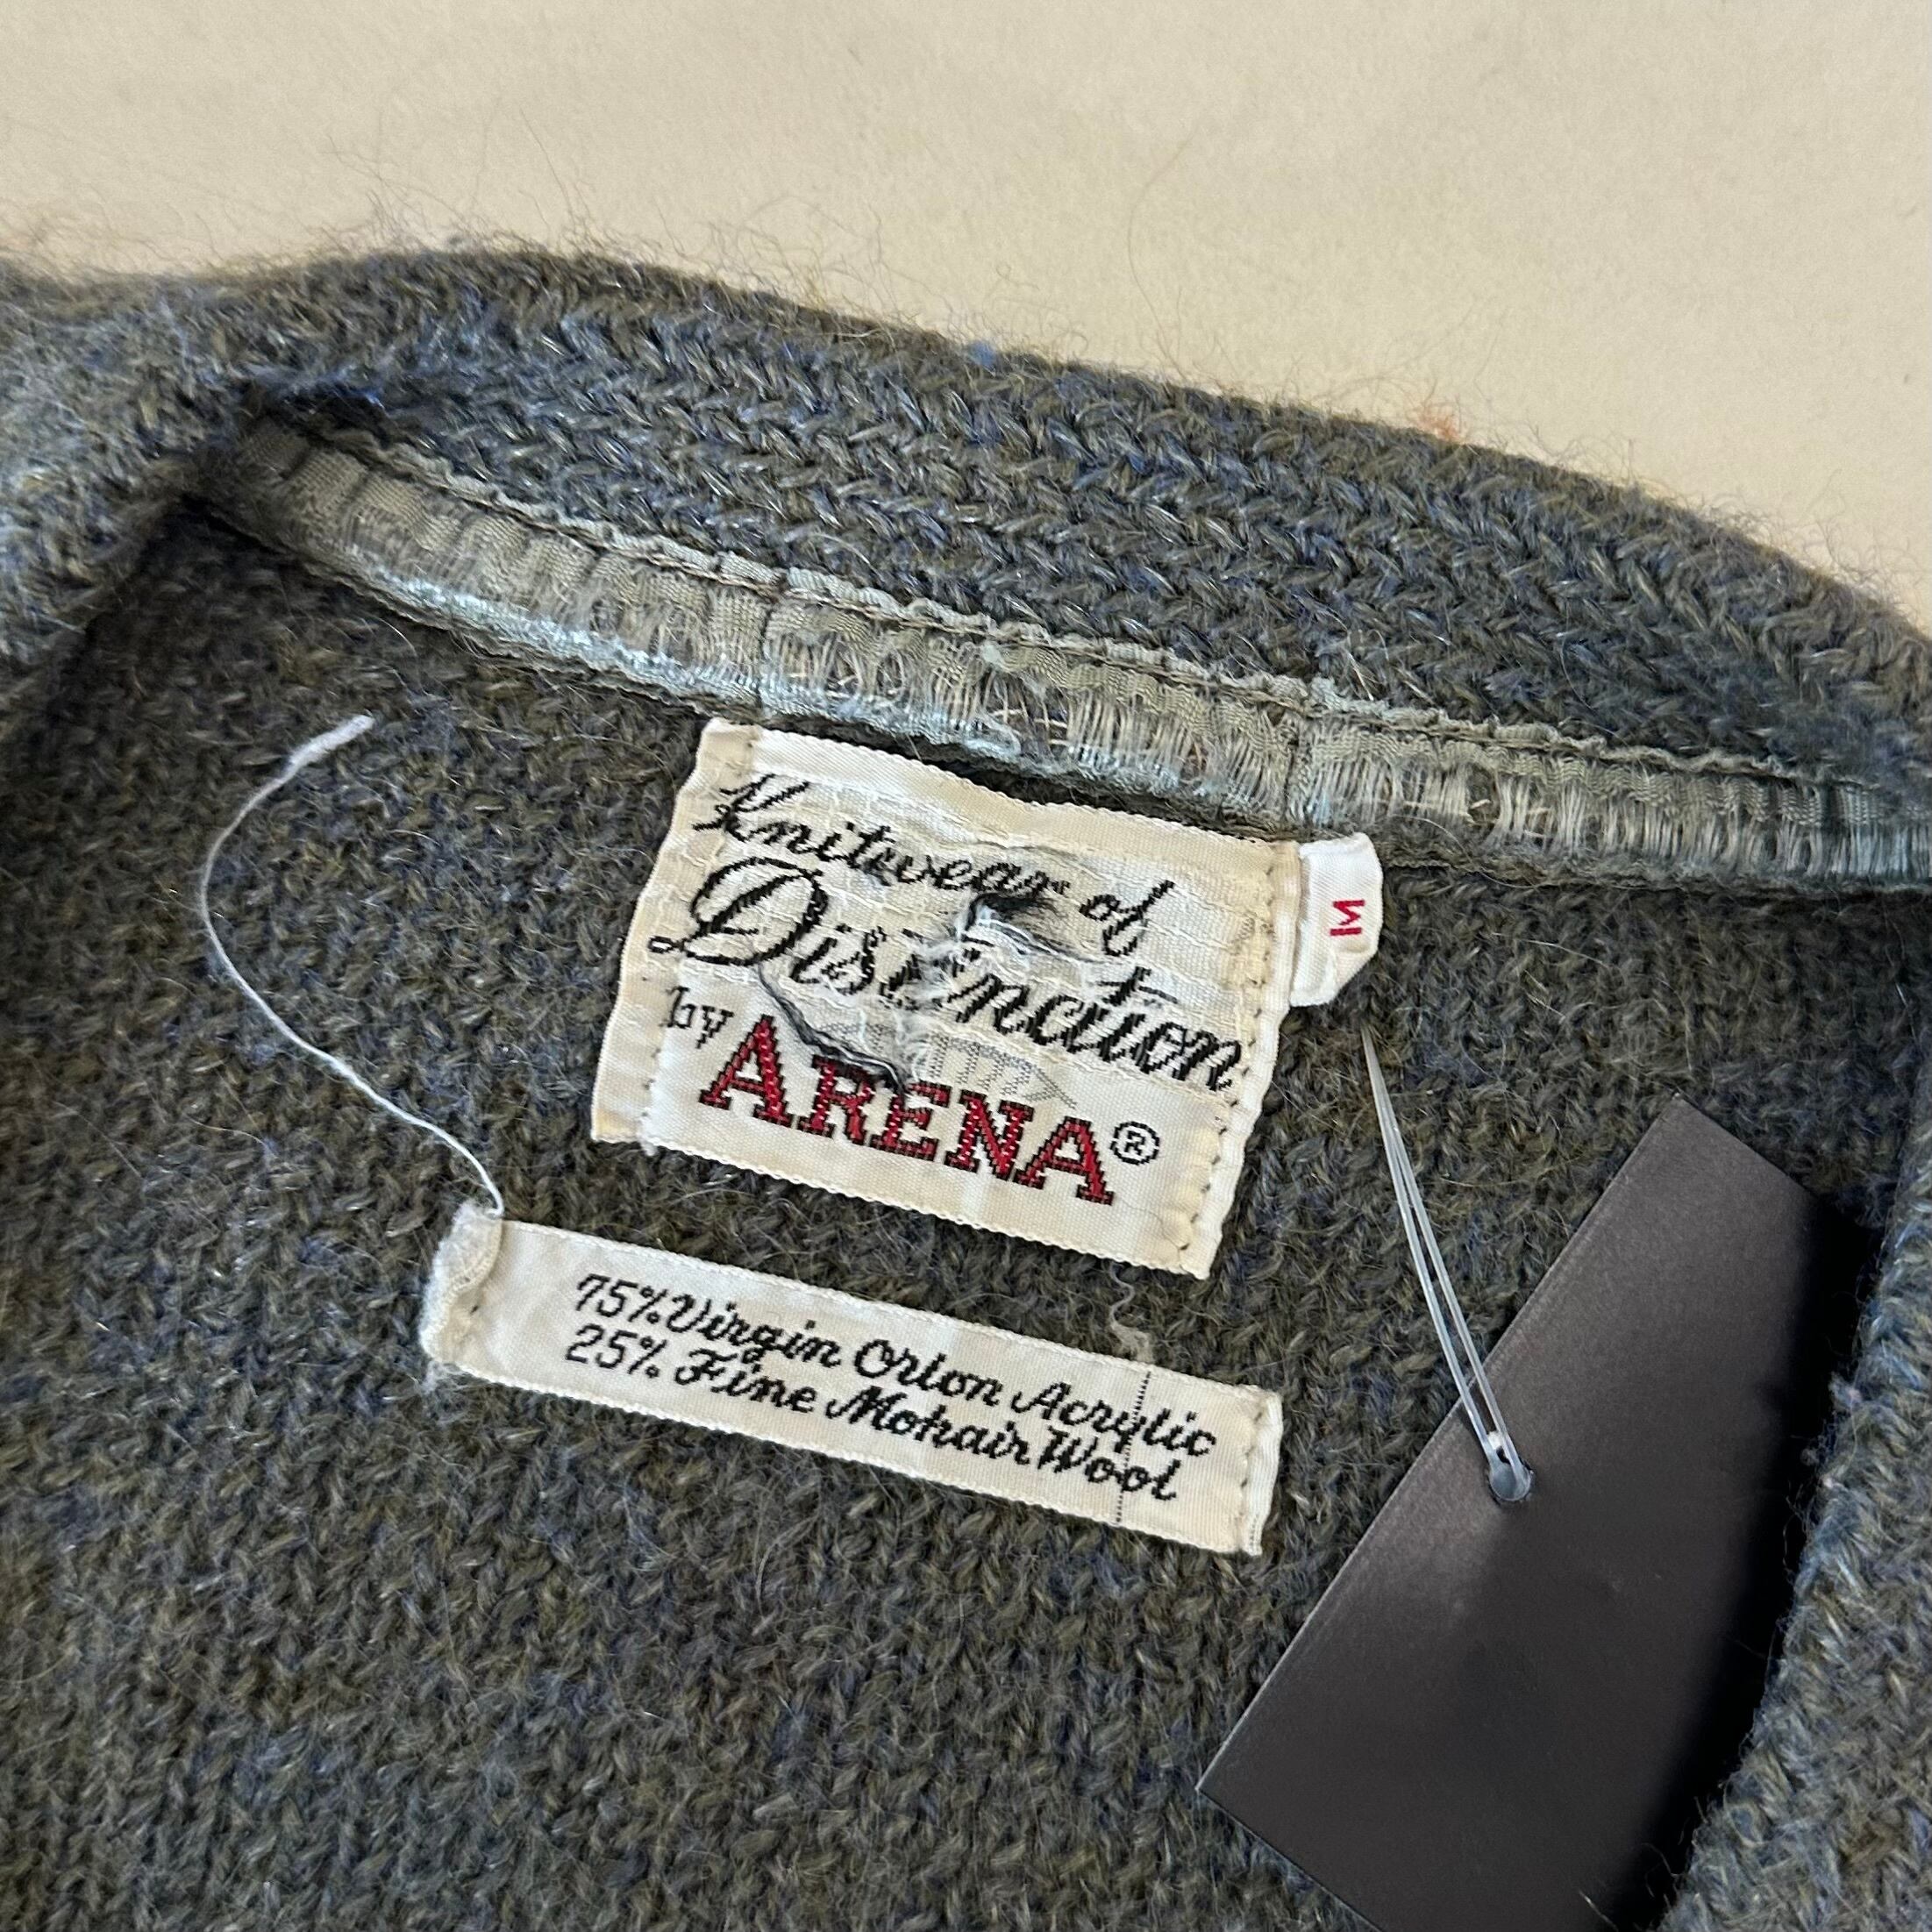 Knitwear of
Distinction
by ARENA®
M
75% Virgin Orlon Acrylic
25% Fine Mohair Wool